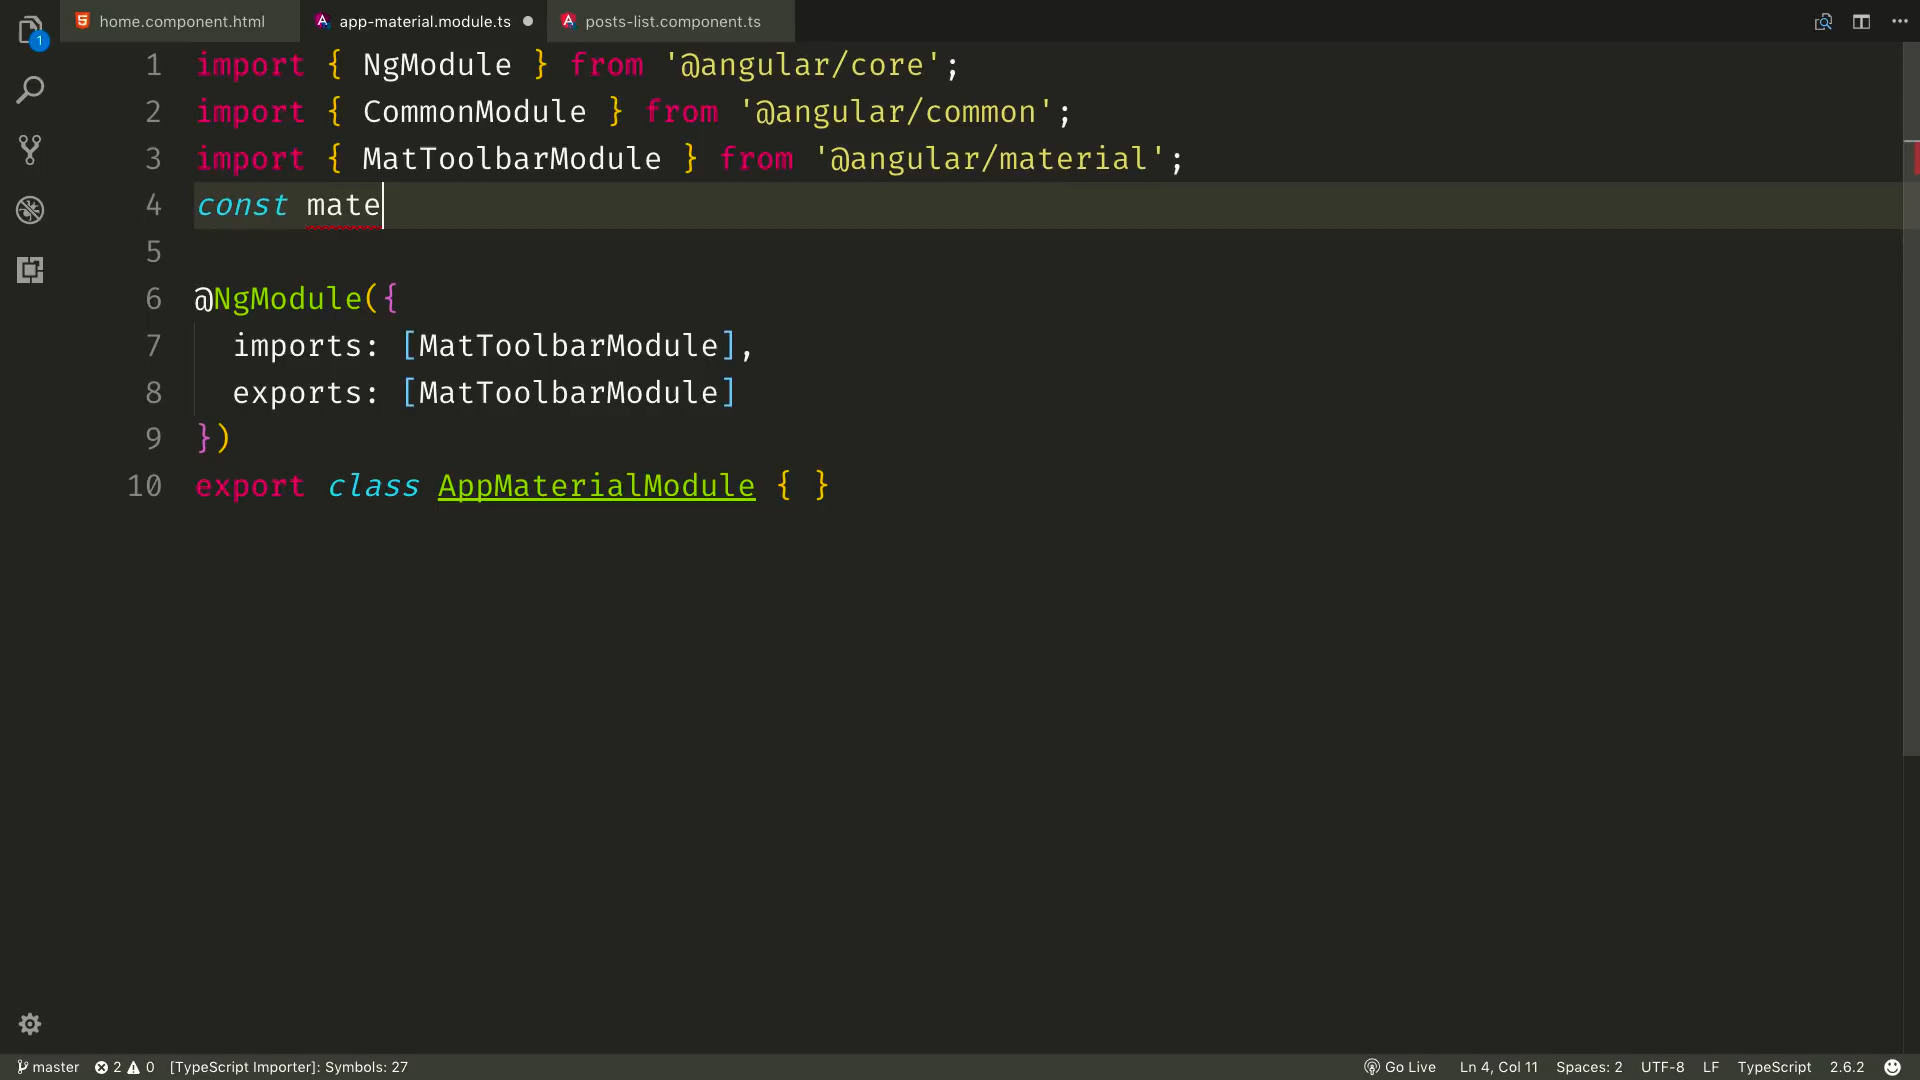 home.component.html
app-material.module.ts
posts-list.component.ts
1
1 import { NgModule } from '@angular/core';
2 import { CommonModule } from '@angular/common';
3 import { MatToolbarModule } from '@angular/material';
4 const mate
5
6 @NgModule({
7 imports: [MatToolbarModule],
8 exports: [MatToolbarModule]
9 })
10 export class AppMaterialModule { }
master 2 0 [TypeScript Importer]: Symbols: 27 Go Live Ln 4, Col 11 Spaces: 2 UTF-8 LF TypeScript 2.6.2